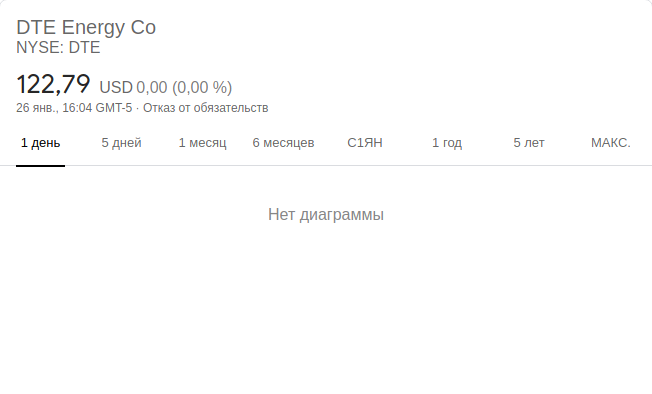 DTE Energy Co
NYSE: DTE
122,79 USD 0,00 (0,00 %)
26 янв., 16:04 GMT-5 · Отказ от обязательств
1 день 5 дней 1 месяц 6 месяцев С1ЯН 1 год 5 лет МАКС.
Нет диаграммы